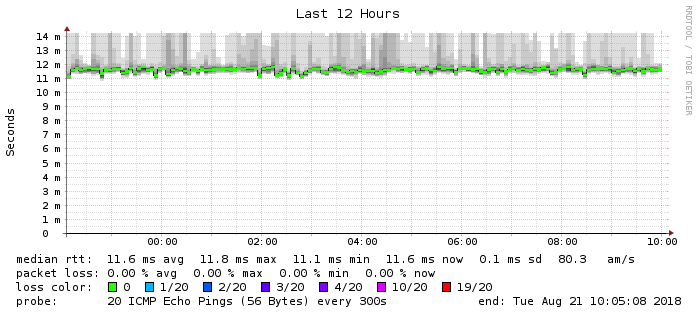 Last 12 Hours
RRDTOOL / TOBI OETIKER
Seconds
14 m
13 m
12 m
11 m
10 m
9 m
8 m
7 m
6 m
5 m
4 m
3 m
2 m
1 m
0
00:00 02:00 04:00 06:00 08:00 10:00
median rtt: 11.6 ms avg 11.8 ms max 11.1 ms min 11.6 ms now 0.1 ms sd 80.3 am/s
packet loss: 0.00 % avg 0.00 % max 0.00 % min 0.00 % now
loss color: 0 1/20 2/20 3/20 4/20 10/20 19/20
probe: 20 ICMP Echo Pings (56 Bytes) every 300s end: Tue Aug 21 10:05:08 2018